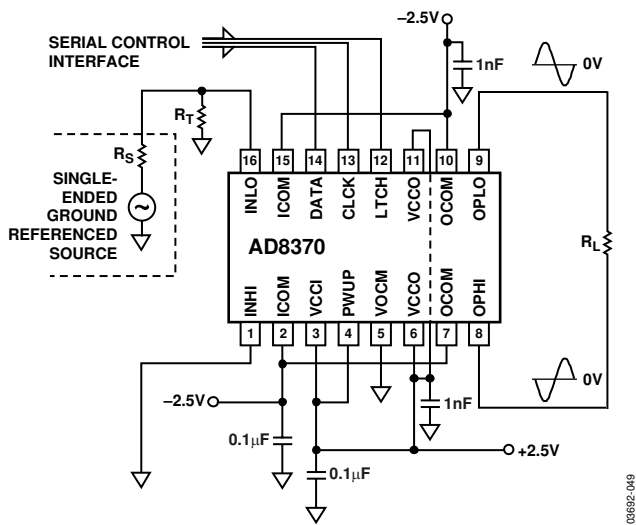 –2.5V
SERIAL CONTROL
INTERFACE
1nF
0V
RT
RS
16 15 14 13 12 11 10 9
INLO ICOM DATA CLCK LTCH VCCO OCOM OPLO
SINGLE-
ENDED
GROUND
REFERENCED
SOURCE
~
RL
AD8370
INHI ICOM VCCI PWUP VOCM VCCO OCOM OPHI
1 2 3 4 5 6 7 8
0V
–2.5V
1nF
0.1μF
+2.5V
0.1μF
03692-049